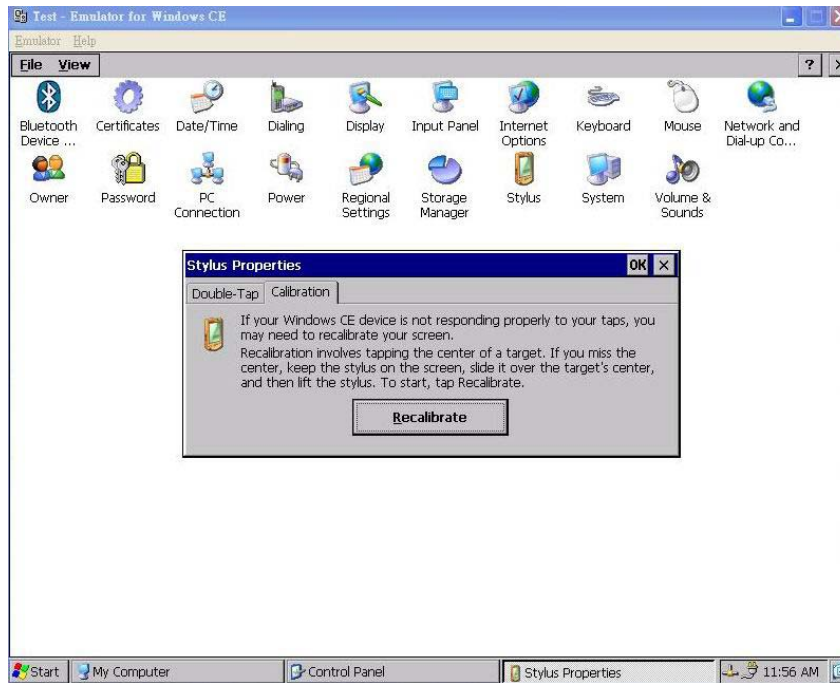 Test - Emulator for Windows CE
Emulator Help
File View ? ×
Bluetooth Device ...
Certificates
Date/Time
Dialing
Display
Input Panel
Internet Options
Keyboard
Mouse
Network and Dial-up Co...
Owner
Password
PC Connection
Power
Regional Settings
Storage Manager
Stylus
System
Volume & Sounds
Stylus Properties OK ×
Double-Tap Calibration
If your Windows CE device is not responding properly to your taps, you
may need to recalibrate your screen.
Recalibration involves tapping the center of a target. If you miss the
center, keep the stylus on the screen, slide it over the target's center,
and then lift the stylus. To start, tap Recalibrate.
Recalibrate
Start My Computer Control Panel Stylus Properties 11:56 AM